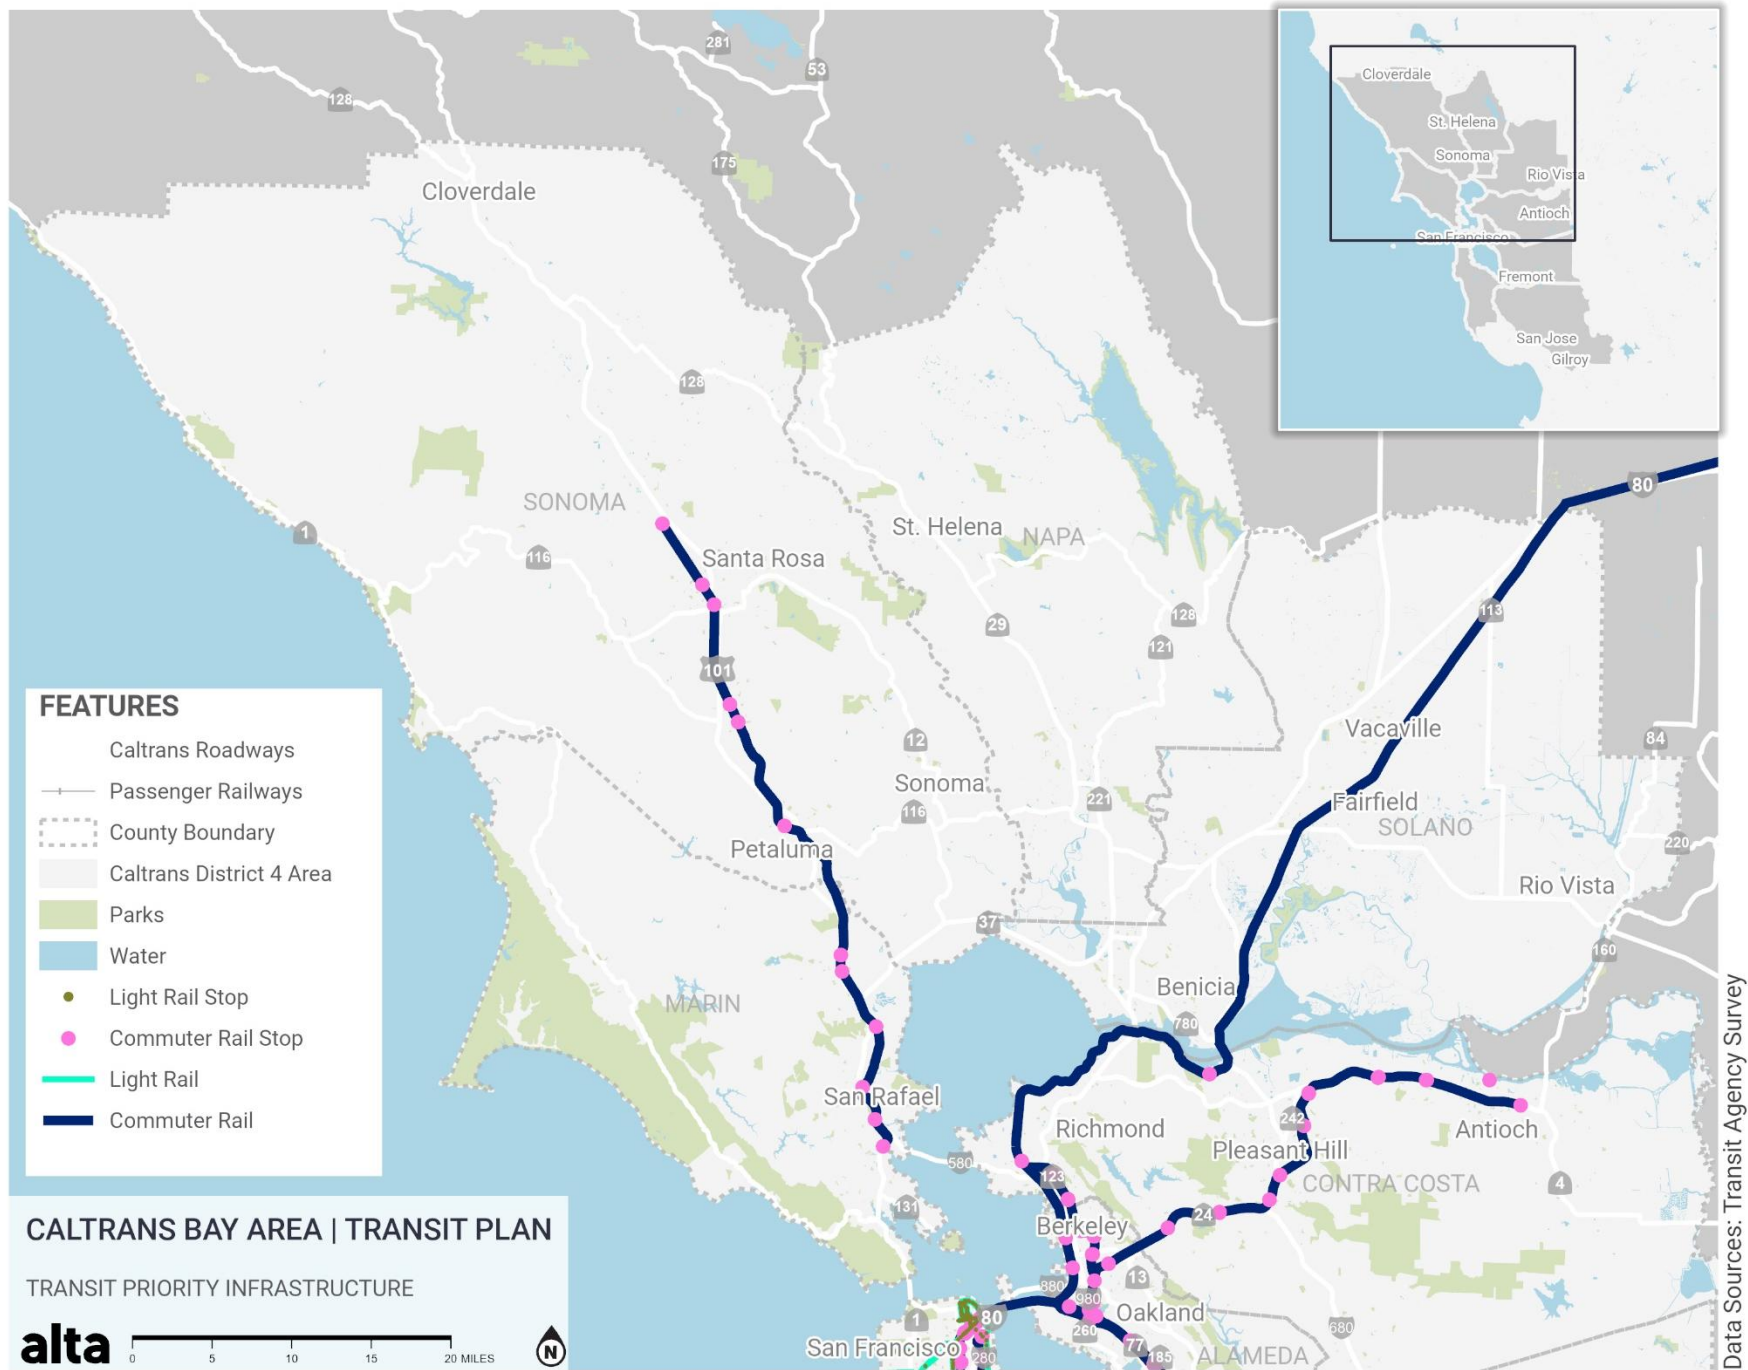 281
53
128
175
Cloverdale
128
SONOMA
1
116
Santa Rosa
St. Helena
NAPA
29
128
121
101
80
113
12
Sonoma
116
221
Vacaville
84
Fairfield
SOLANO
220
Petaluma
Rio Vista
37
160
MARIN
Benicia
780
San Rafael
Richmond
242
Pleasant Hill
Antioch
580
123
CONTRA COSTA
4
131
24
Berkeley
13
880
980
Oakland
1
80
260
77
680
San Francisco
280
185
ALAMEDA
Cloverdale
St. Helena
Sonoma
Rio Vista
Antioch
San Francisco
Fremont
San Jose
Gilroy
FEATURES
Caltrans Roadways
Passenger Railways
County Boundary
Caltrans District 4 Area
Parks
Water
Light Rail Stop
Commuter Rail Stop
Light Rail
Commuter Rail
CALTRANS BAY AREA | TRANSIT PLAN
TRANSIT PRIORITY INFRASTRUCTURE
alta
0 5 10 15 20 MILES
N
Data Sources: Transit Agency Survey